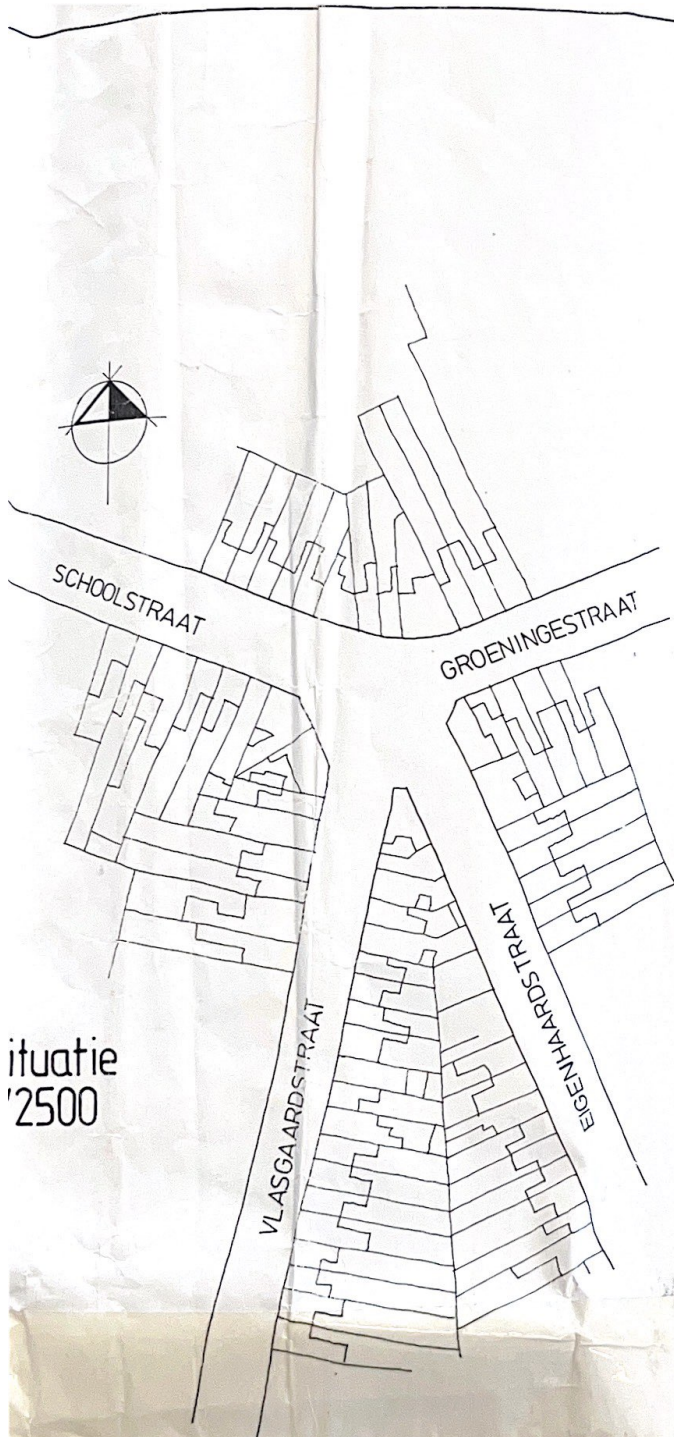 SCHOOLSTRAAT
GROENINGESTRAAT
EIGENHAARDSTRAAT
VLASGAARDSTRAAT
ituatie
/2500